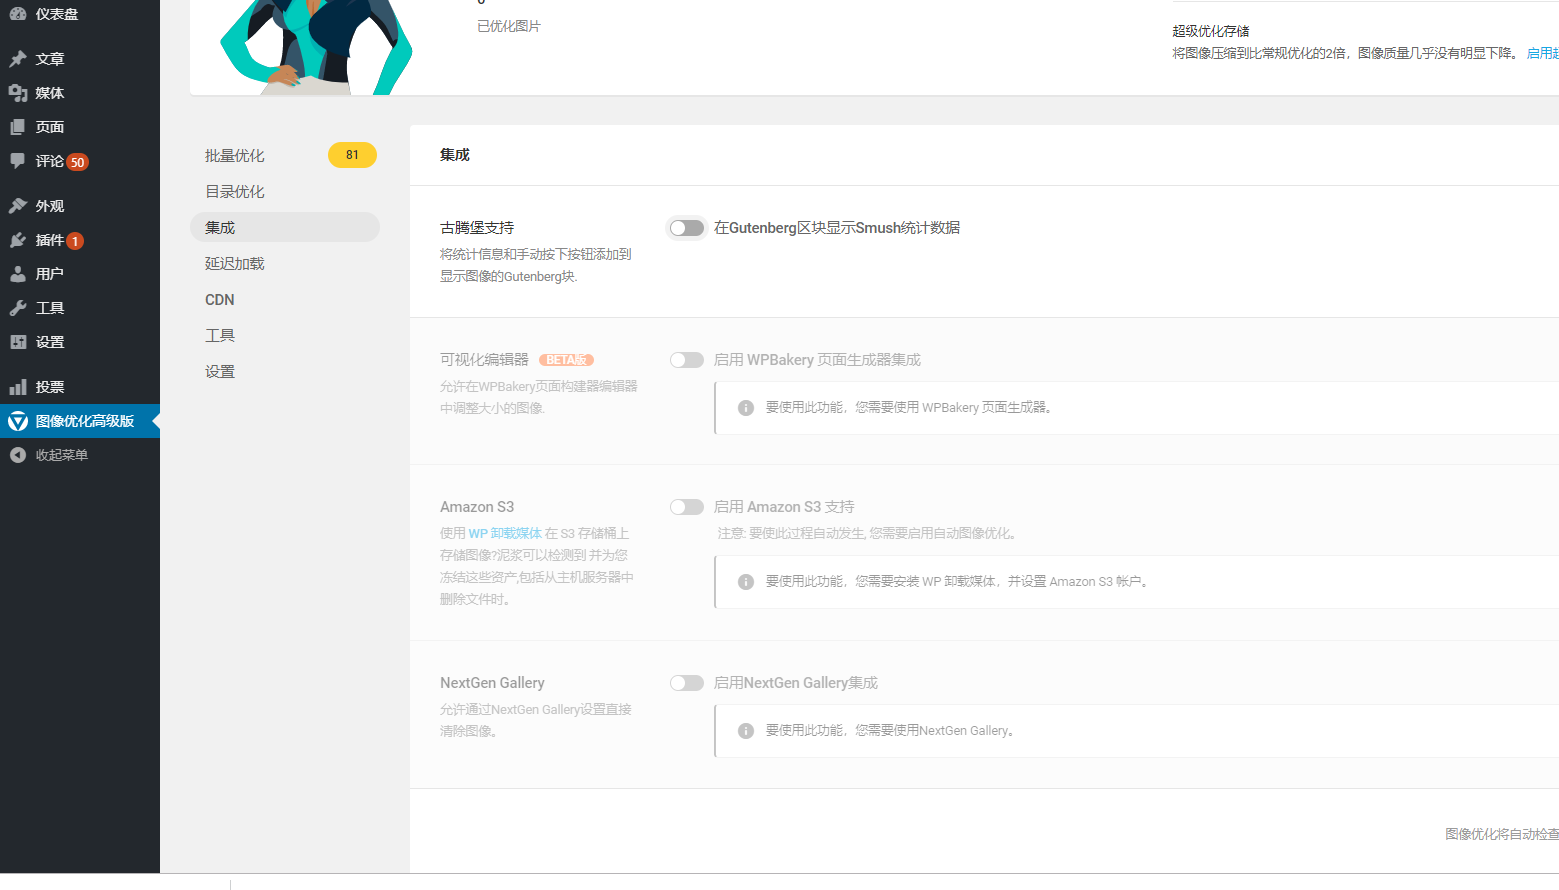 仪表盘
文章
媒体
页面
评论 50
外观
插件 1
用户
工具
设置
投票
图像优化高级版
收起菜单
已优化图片
超级优化存储
将图像压缩到比常规优化的2倍，图像质量几乎没有明显下降。 启用超
批量优化 81
目录优化
集成
延迟加载
CDN
工具
设置
集成
古腾堡支持
将统计信息和手动按下按钮添加到
显示图像的Gutenberg块.
在Gutenberg区块显示Smush统计数据
可视化编辑器 BETA版
允许在WPBakery页面构建器编辑器
中调整大小的图像.
启用 WPBakery 页面生成器集成
要使用此功能，您需要使用 WPBakery 页面生成器。
Amazon S3
使用 WP 卸载媒体 在 S3 存储桶上
存储图像?泥浆可以检测到 并为您
冻结这些资产,包括从主机服务器中
删除文件时。
启用 Amazon S3 支持
注意: 要使此过程自动发生, 您需要启用自动图像优化。
要使用此功能，您需要安装 WP 卸载媒体，并设置 Amazon S3 帐户。
NextGen Gallery
允许通过NextGen Gallery设置直接
清除图像。
启用NextGen Gallery集成
要使用此功能，您需要使用NextGen Gallery。
图像优化将自动检查